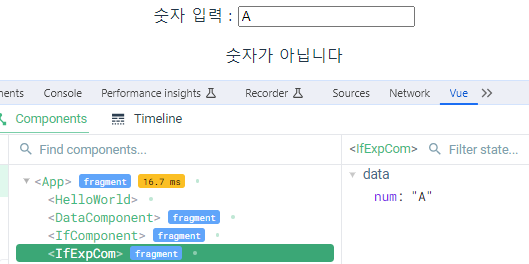 숫자 입력 : A
숫자가 아닙니다
ments Console Performance insights Recorder Sources Network Vue
Components Timeline
Find components... <IfExpCom> Filter state...
<App> fragment 16.7 ms data
<HelloWorld> num: "A"
<DataComponent> fragment
<IfComponent> fragment
<IfExpCom> fragment